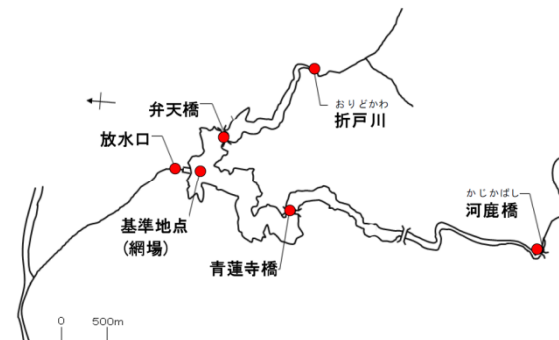 おりどかわ
折戸川
弁天橋
放水口
かじかばし
河鹿橋
基準地点
(網場)
青蓮寺橋
0 500m